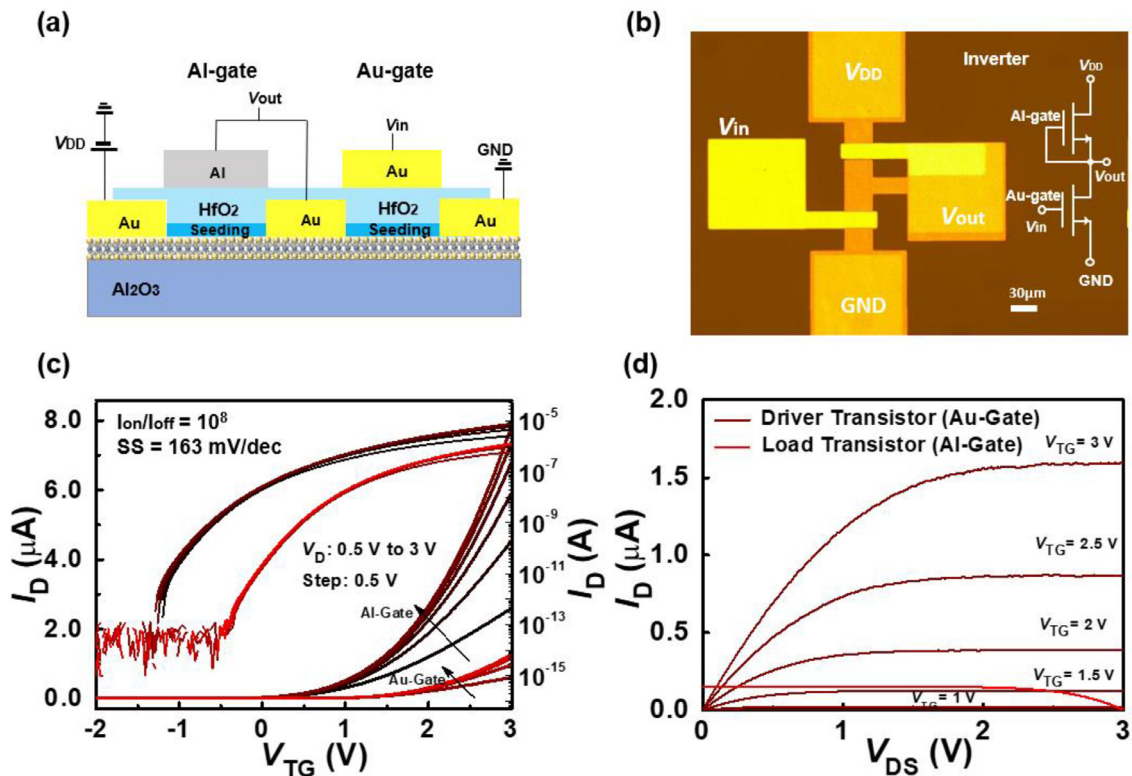 (a)
Al-gate
Au-gate
Vout
Vin
VDD
GND
Al
Au
HfO2
HfO2
Au
Seeding
Au
Seeding
Au
Al2O3
(b)
VDD
Inverter
VDD
Vin
Al-gate
Vout
Au-gate
Vout
Vin
GND
GND
30μm
(c)
Ion/Ioff = 10⁸
SS = 163 mV/dec
VD: 0.5 V to 3 V
Step: 0.5 V
Al-Gate
Au-Gate
8.0
6.0
4.0
2.0
0.0
ID (μA)
10⁻⁵
10⁻⁷
10⁻⁹
10⁻¹¹
10⁻¹³
10⁻¹⁵
ID (A)
-2
-1
0
1
2
3
VTG (V)
(d)
Driver Transistor (Au-Gate)
Load Transistor (Al-Gate)
VTG= 3 V
VTG= 2.5 V
VTG= 2 V
VTG= 1.5 V
VTG= 1 V
2.0
1.5
1.0
0.5
0.0
ID (μA)
0
1
2
3
VDS (V)